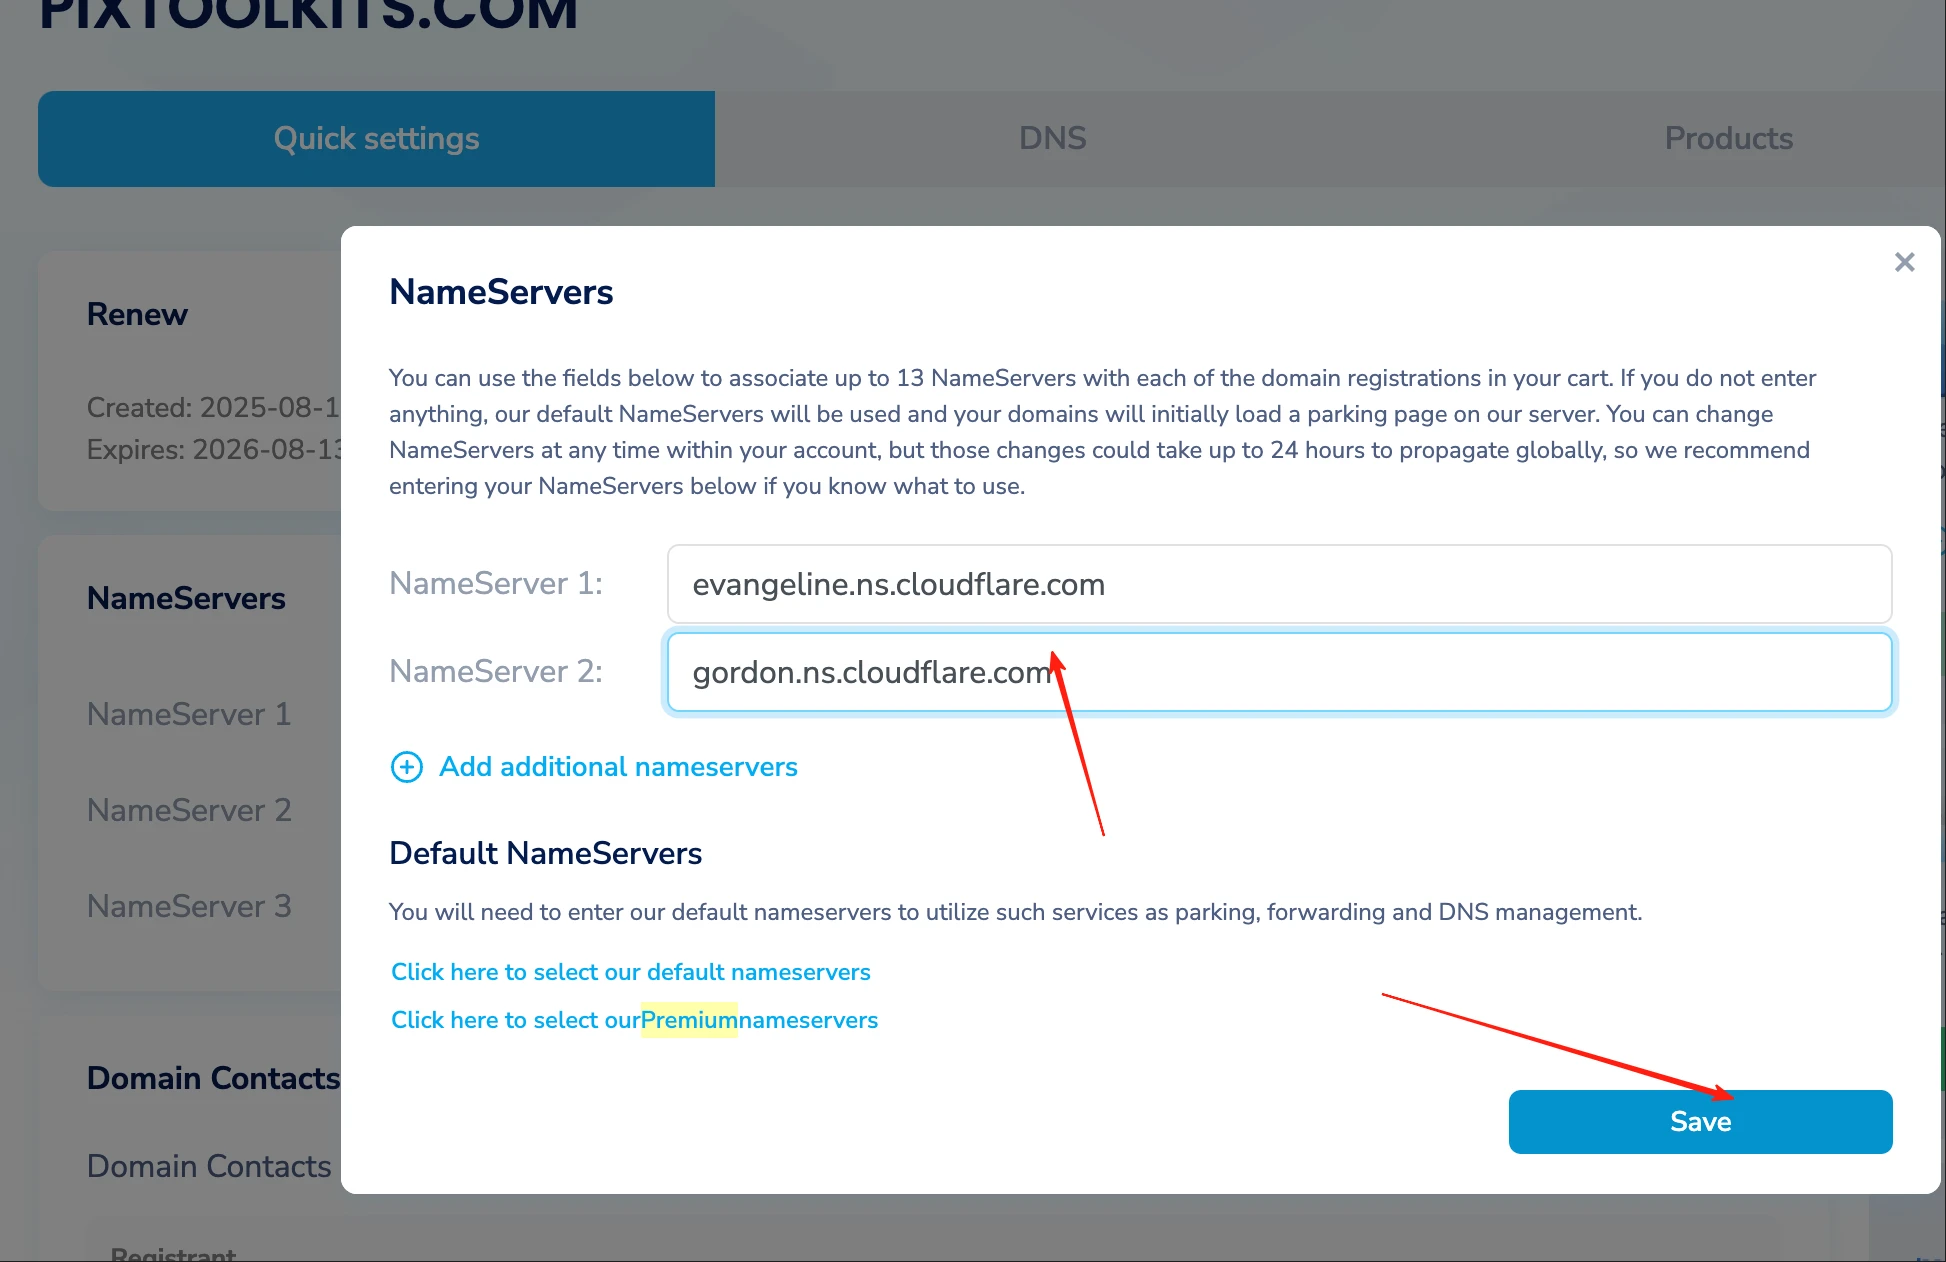 PIXTOOLKITS.COM
Quick settings
DNS
Products
Renew
Created: 2025-08-1
Expires: 2026-08-13
NameServers
NameServer 1
NameServer 2
NameServer 3
Domain Contacts
Domain Contacts
Registrant
NameServers
You can use the fields below to associate up to 13 NameServers with each of the domain registrations in your cart. If you do not enter
anything, our default NameServers will be used and your domains will initially load a parking page on our server. You can change
NameServers at any time within your account, but those changes could take up to 24 hours to propagate globally, so we recommend
entering your NameServers below if you know what to use.
NameServer 1: evangeline.ns.cloudflare.com
NameServer 2: gordon.ns.cloudflare.com
Add additional nameservers
Default NameServers
You will need to enter our default nameservers to utilize such services as parking, forwarding and DNS management.
Click here to select our default nameservers
Click here to select ourPremiumnameservers
Save